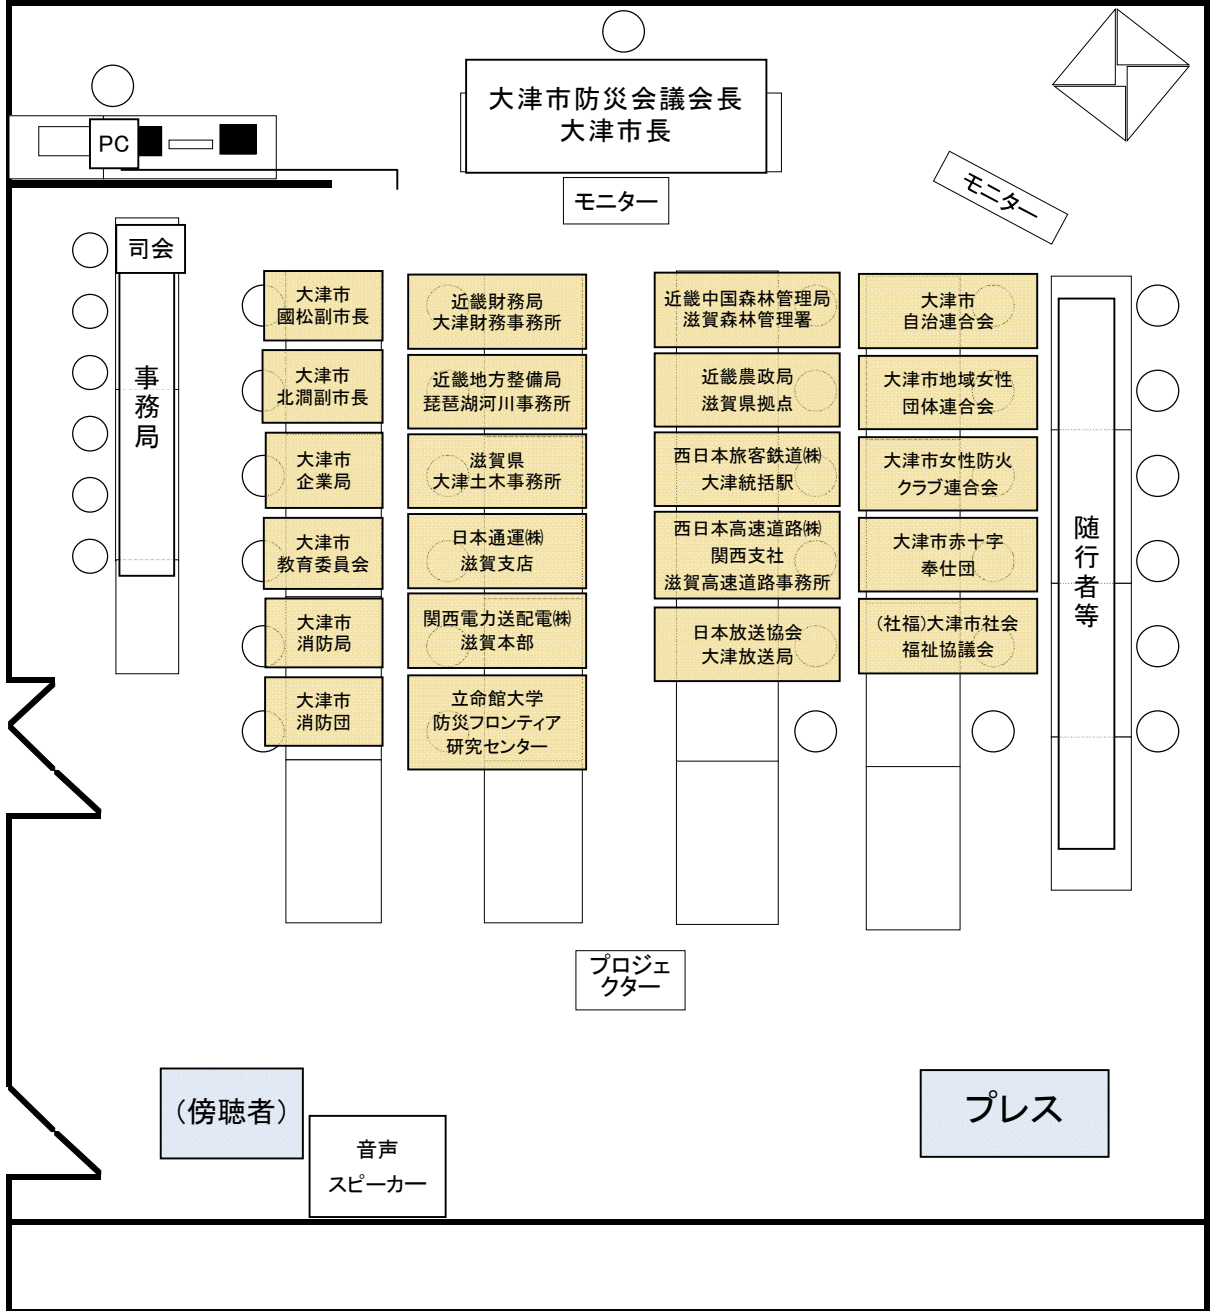 大津市防災会議会長
大津市長
PC
モニター
モニター
司会
事務局
大津市
國松副市長
大津市
北澗副市長
大津市
企業局
大津市
教育委員会
大津市
消防局
大津市
消防団
近畿財務局
大津財務事務所
近畿地方整備局
琵琶湖河川事務所
滋賀県
大津土木事務所
日本通運㈱
滋賀支店
関西電力送配電㈱
滋賀本部
立命館大学
防災フロンティア
研究センター
近畿中国森林管理局
滋賀森林管理署
近畿農政局
滋賀県拠点
西日本旅客鉄道㈱
大津統括駅
西日本高速道路㈱
関西支社
滋賀高速道路事務所
日本放送協会
大津放送局
大津市
自治連合会
大津市地域女性
団体連合会
大津市女性防火
クラブ連合会
大津市赤十字
奉仕団
(社福)大津市社会
福祉協議会
随行者等
プロジェ
クター
（傍聴者）
音声
スピーカー
プレス